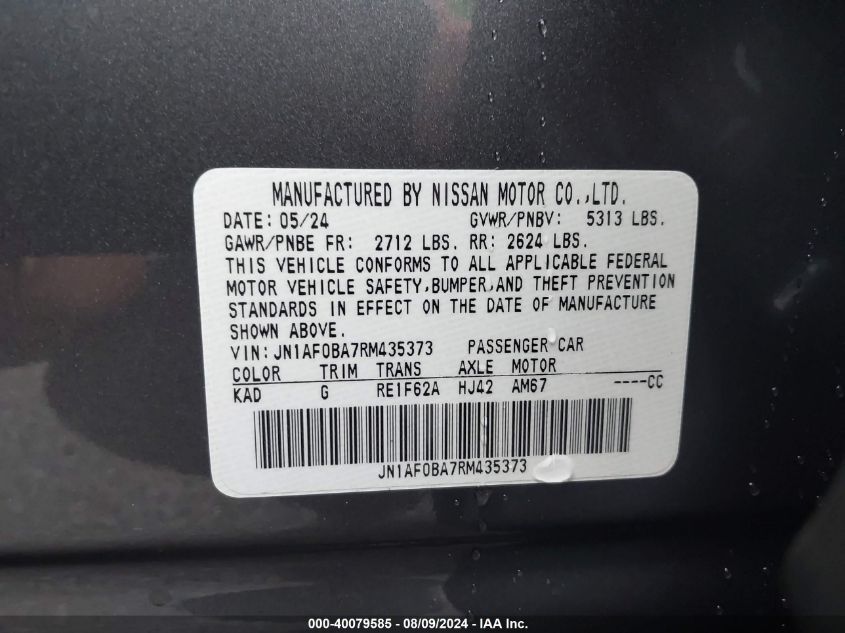 MANUFACTURED BY NISSAN MOTOR CO.,LTD.
DATE: 05/24 GVWR/PNBV: 5313 LBS.
GAWR/PNBE FR: 2712 LBS. RR: 2624 LBS.
THIS VEHICLE CONFORMS TO ALL APPLICABLE FEDERAL
MOTOR VEHICLE SAFETY,BUMPER,AND THEFT PREVENTION
STANDARDS IN EFFECT ON THE DATE OF MANUFACTURE
SHOWN ABOVE.
VIN: JN1AF0BA7RM435373 PASSENGER CAR
COLOR TRIM TRANS AXLE MOTOR
KAD G RE1F62A HJ42 AM67 ----CC
JN1AF0BA7RM435373
000-40079585 - 08/09/2024 - IAA Inc.